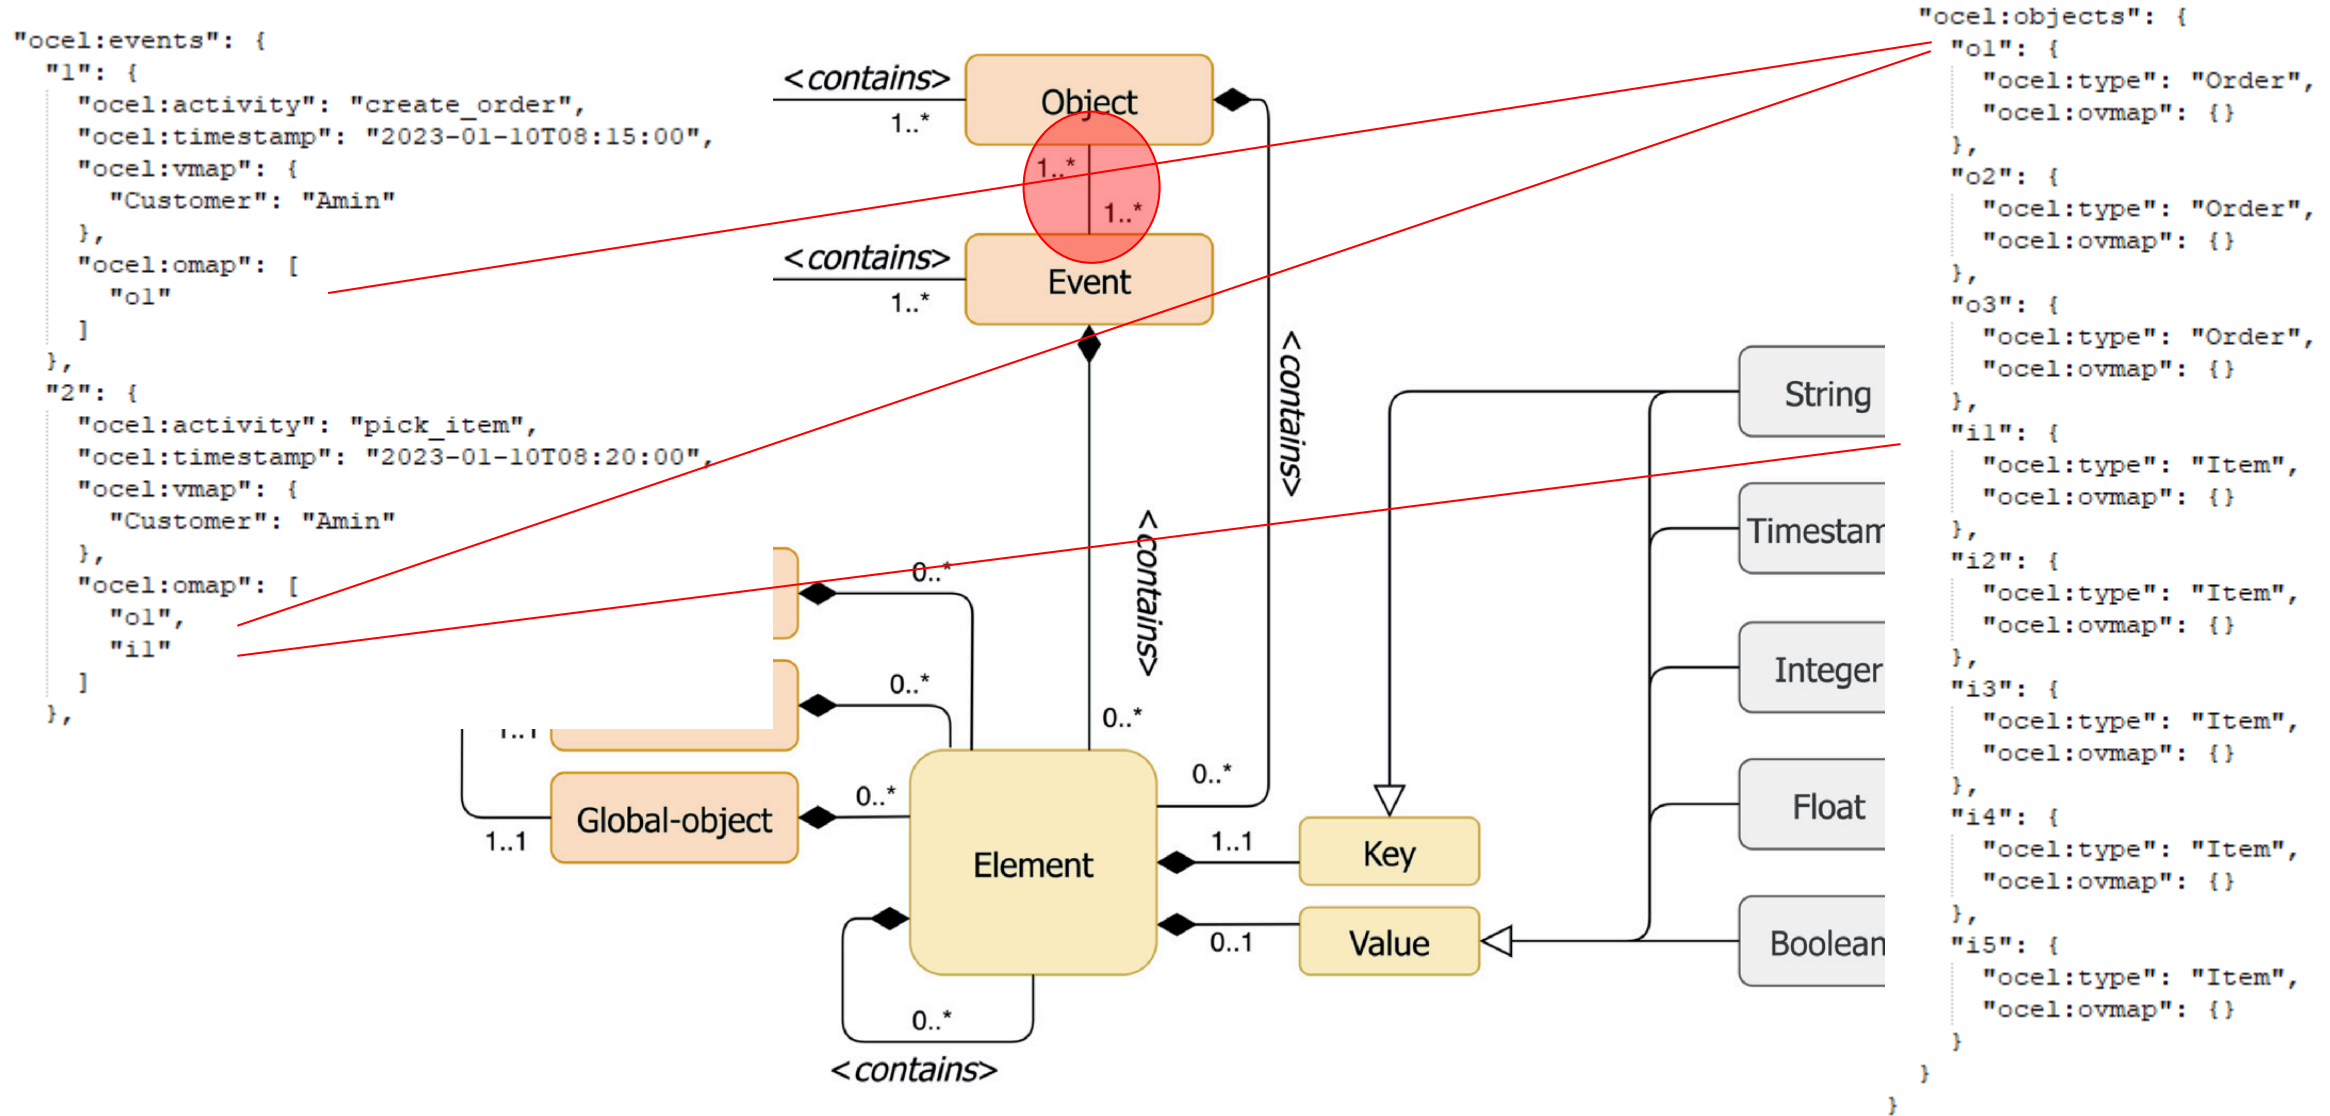 "ocel:events": {
"1": {
"ocel:activity": "create_order",
"ocel:timestamp": "2023-01-10T08:15:00",
"ocel:vmap": {
"Customer": "Amin"
},
"ocel:omap": [
"o1"
]
},
"2": {
"ocel:activity": "pick_item",
"ocel:timestamp": "2023-01-10T08:20:00",
"ocel:vmap": {
"Customer": "Amin"
},
"ocel:omap": [
"o1",
"i1"
]
},
<contains>
1..*
Object
1..*
1..*
<contains>
1..*
Event
<contains>
<contains>
0..*
0..*
0..*
0..*
1..1
Global-object
0..*
1..1
Element
1..1
Key
0..1
Value
0..*
<contains>
String
Timestam
Integer
Float
Boolean
"ocel:objects": {
"o1": {
"ocel:type": "Order",
"ocel:ovmap": {}
},
"o2": {
"ocel:type": "Order",
"ocel:ovmap": {}
},
"o3": {
"ocel:type": "Order",
"ocel:ovmap": {}
},
"i1": {
"ocel:type": "Item",
"ocel:ovmap": {}
},
"i2": {
"ocel:type": "Item",
"ocel:ovmap": {}
},
"i3": {
"ocel:type": "Item",
"ocel:ovmap": {}
},
"i4": {
"ocel:type": "Item",
"ocel:ovmap": {}
},
"i5": {
"ocel:type": "Item",
"ocel:ovmap": {}
}
}
}